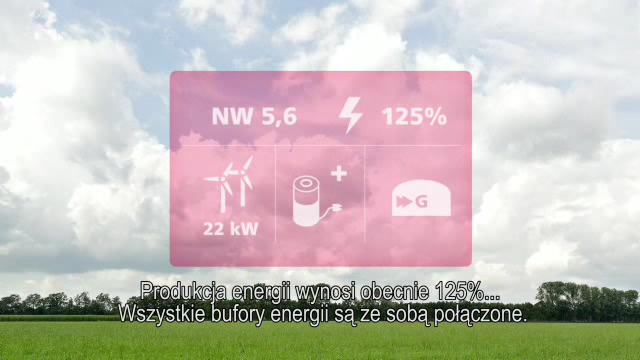 NW 5,6 125%
22 kW
G
Produkcja energii wynosi obecnie 125%...
Wszystkie bufory energii są ze sobą połączone.